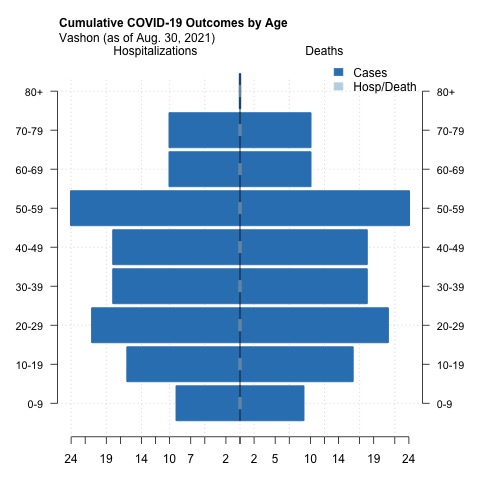 Cumulative COVID-19 Outcomes by Age
Vashon (as of Aug. 30, 2021)
Hospitalizations Deaths
Cases
Hosp/Death
80+ 80+
70-79 70-79
60-69 60-69
50-59 50-59
40-49 40-49
30-39 30-39
20-29 20-29
10-19 10-19
0-9 0-9
24 19 14 10 7 2 2 5 10 14 19 24